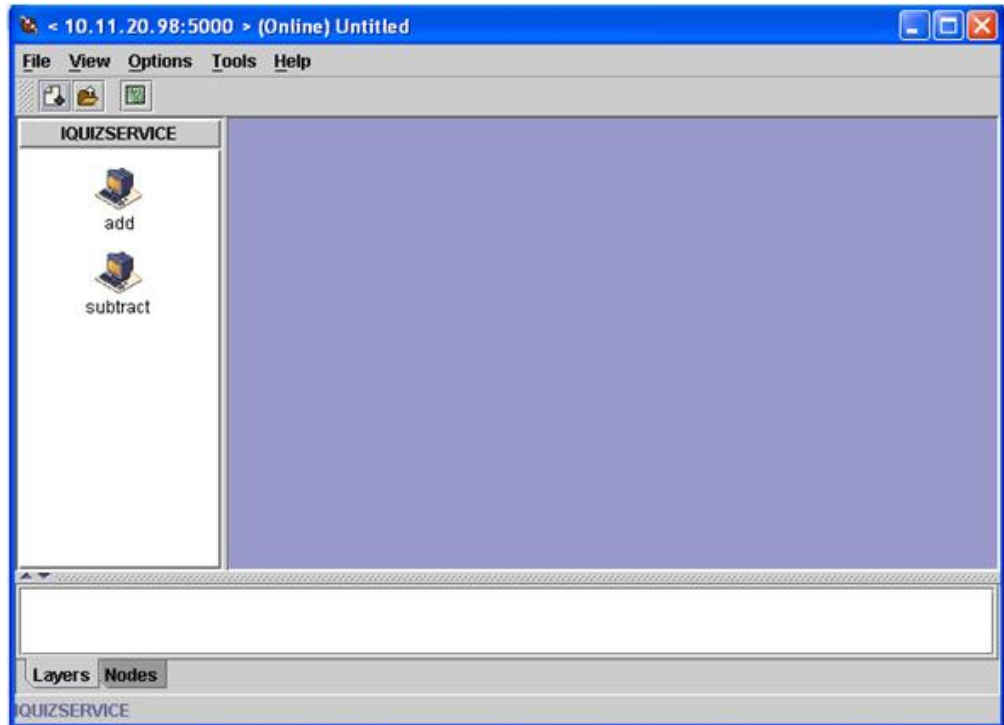 < 10.11.20.98:5000 > (Online) Untitled
File View Options Tools Help
IQUIZSERVICE
add
subtract
Layers Nodes
IQUIZSERVICE